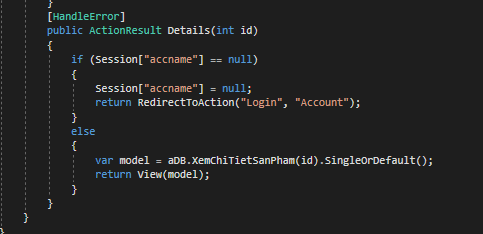 }
[HandleError]
public ActionResult Details(int id)
{
if (Session["accname"] == null)
{
Session["accname"] = null;
return RedirectToAction("Login", "Account");
}
else
{
var model = aDB.XemChiTietSanPham(id).SingleOrDefault();
return View(model);
}
}
}
}